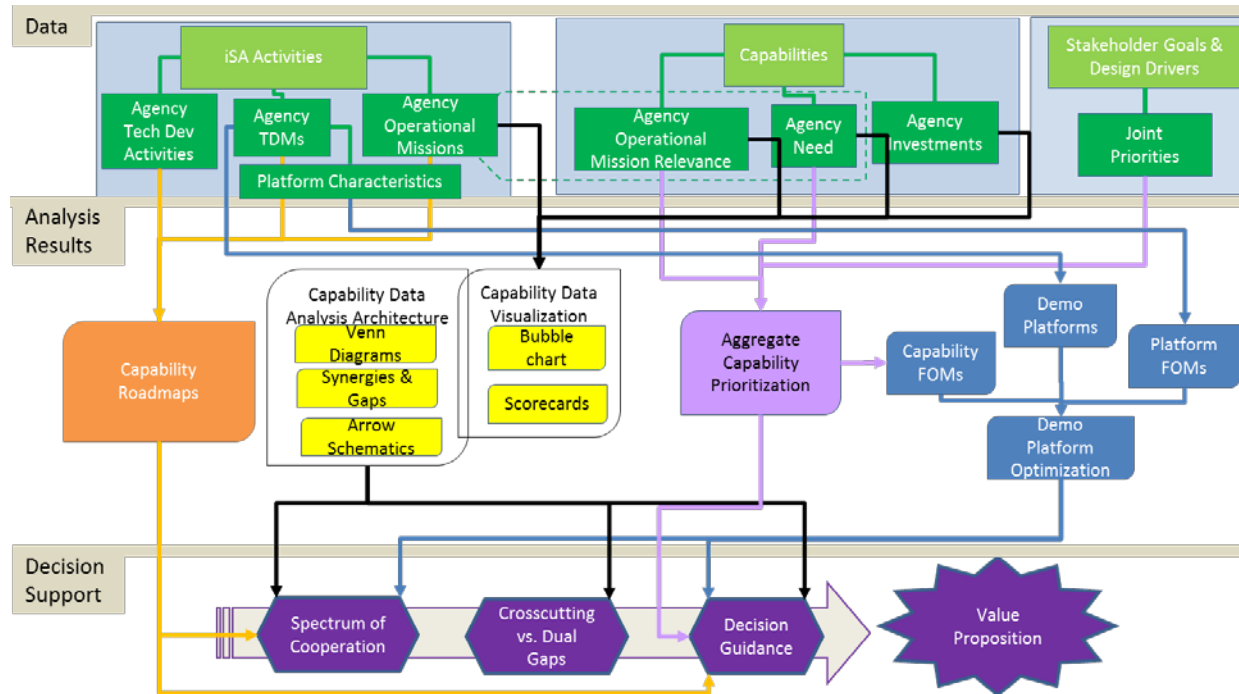 Data
iSA Activities
Agency
Tech Dev
Activities
Agency
TDMs
Agency
Operational
Missions
Platform Characteristics
Capabilities
Agency
Operational
Mission Relevance
Agency
Need
Agency
Investments
Stakeholder Goals &
Design Drivers
Joint
Priorities
Analysis
Results
Capability
Roadmaps
Capability Data
Analysis Architecture
Venn
Diagrams
Synergies &
Gaps
Arrow
Schematics
Capability Data
Visualization
Bubble
chart
Scorecards
Aggregate
Capability
Prioritization
Capability
FOMs
Demo
Platforms
Platform
FOMs
Demo
Platform
Optimization
Decision
Support
Spectrum of
Cooperation
Crosscutting
vs. Dual
Gaps
Decision
Guidance
Value
Proposition